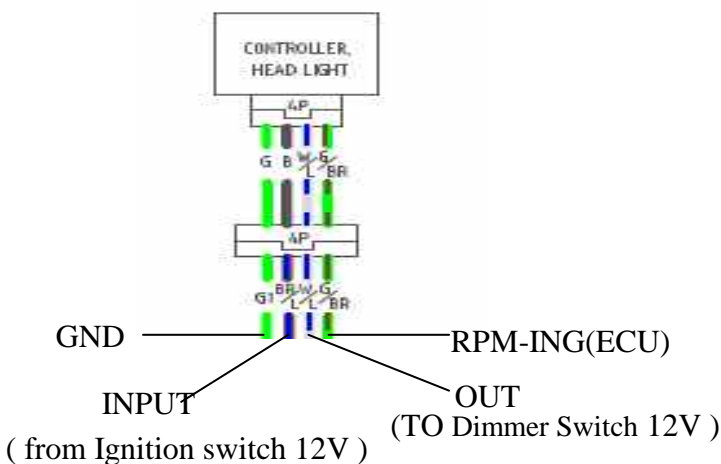 CONTROLLER,
HEAD LIGHT
4P
G B W/L G/BR
4P
G1 BR/L W/L G/BR
GND
RPM-ING(ECU)
INPUT
OUT
( from Ignition switch 12V )
(TO Dimmer Switch 12V )